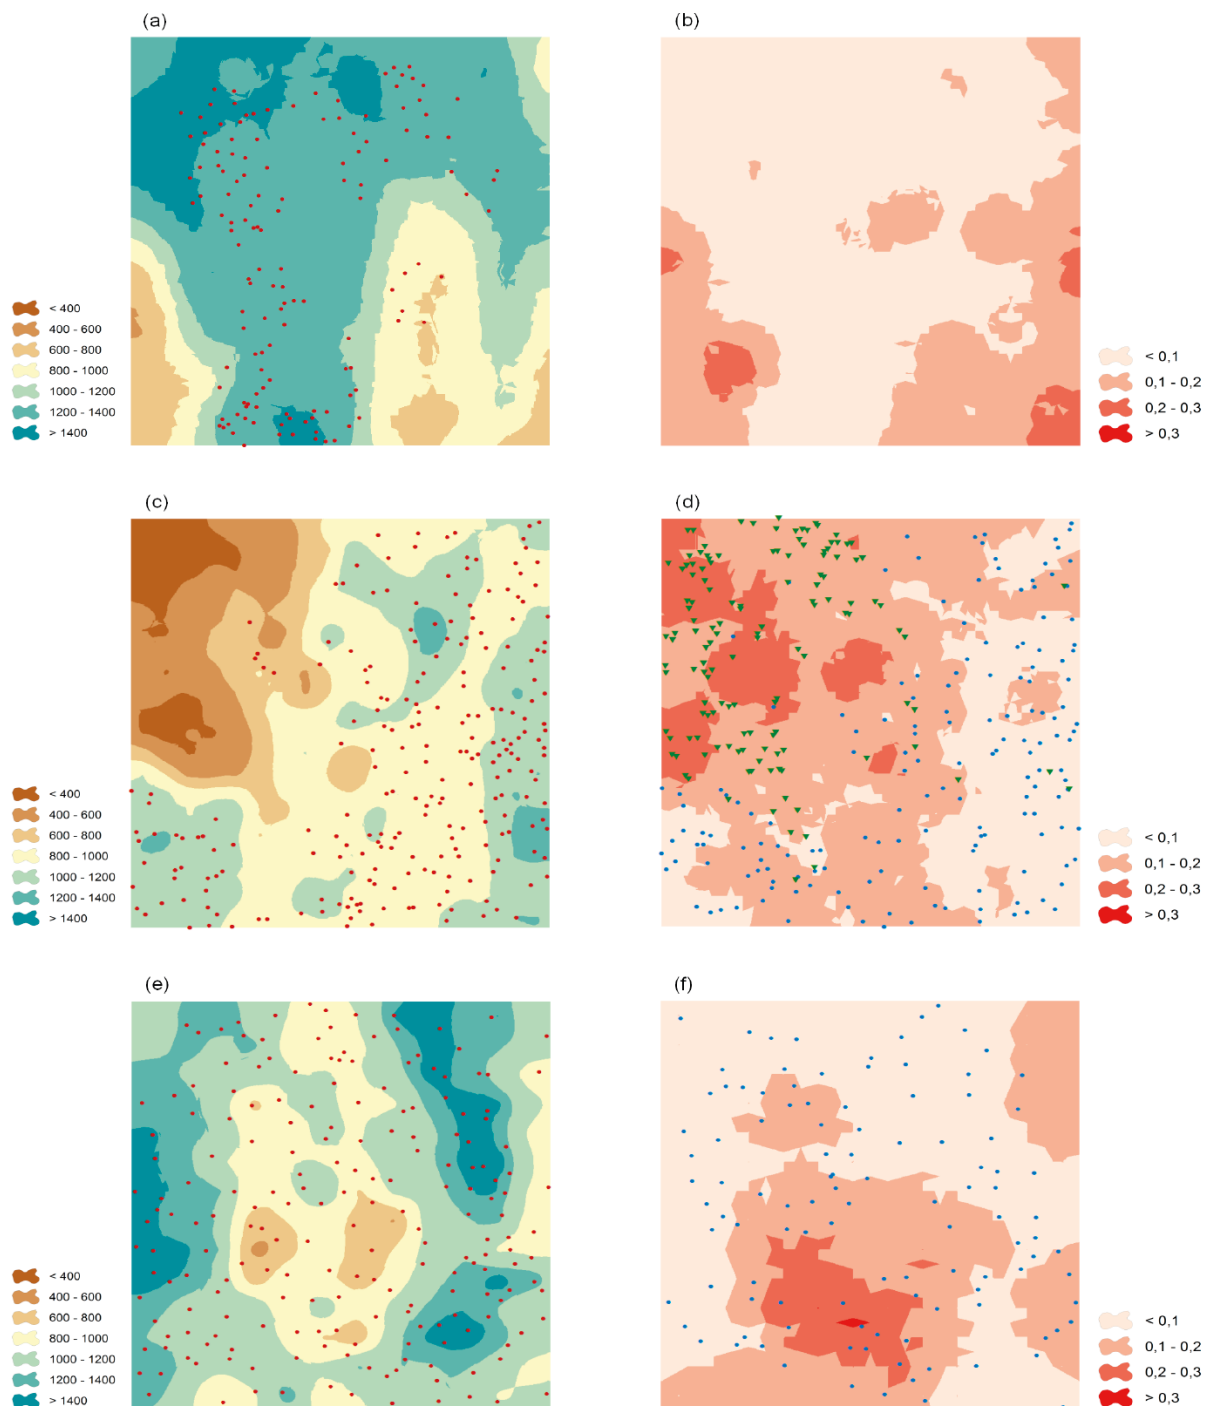 (a)
(b)
< 400
400 - 600
600 - 800
800 - 1000
1000 - 1200
1200 - 1400
> 1400
< 0,1
0,1 - 0,2
0,2 - 0,3
> 0,3
(c)
(d)
< 400
400 - 600
600 - 800
800 - 1000
1000 - 1200
1200 - 1400
> 1400
< 0,1
0,1 - 0,2
0,2 - 0,3
> 0,3
(e)
(f)
< 400
400 - 600
600 - 800
800 - 1000
1000 - 1200
1200 - 1400
> 1400
< 0,1
0,1 - 0,2
0,2 - 0,3
> 0,3